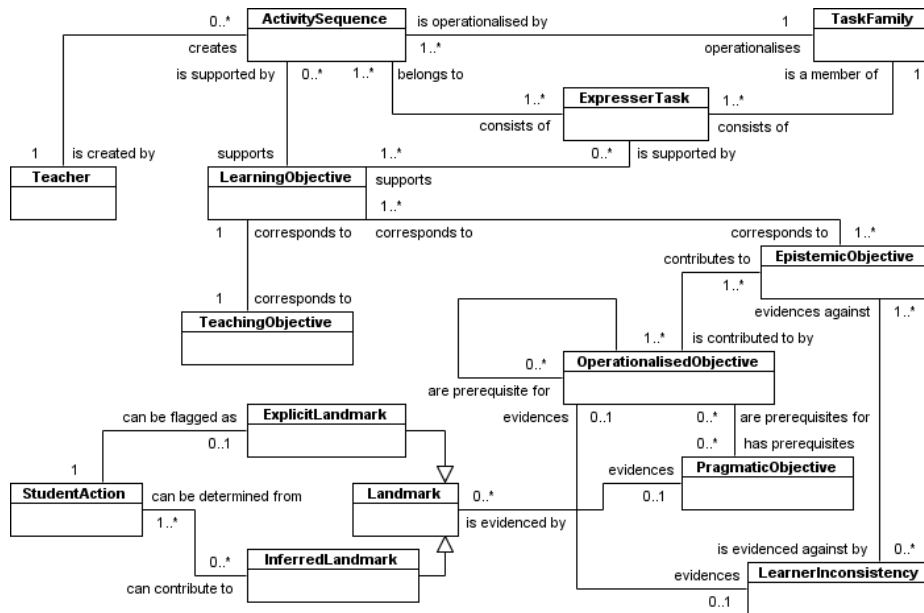 0..* ActivitySequence is operationalised by 1 TaskFamily
creates 1..* operationalises
is supported by 0..* 1..* belongs to is a member of 1
1..* ExpresserTask 1..*
consists of consists of
1 is created by supports 1..* 0..* is supported by
Teacher LearningObjective supports
1..*
1 corresponds to corresponds to corresponds to 1..*
contributes to EpistemicObjective
1..*
1 corresponds to evidences against 1..*
TeachingObjective
1..* is contributed to by
0..* OperationalisedObjective
are prerequisite for
can be flagged as ExplicitLandmark evidences 0..1 0..* are prerequisites for
0..1
0..* has prerequisites
1 evidences PragmaticObjective
StudentAction can be determined from Landmark 0..* 0..1
1..* is evidenced by
0..* InferredLandmark is evidenced against by 0..*
can contribute to evidences LearnerInconsistency
0..1